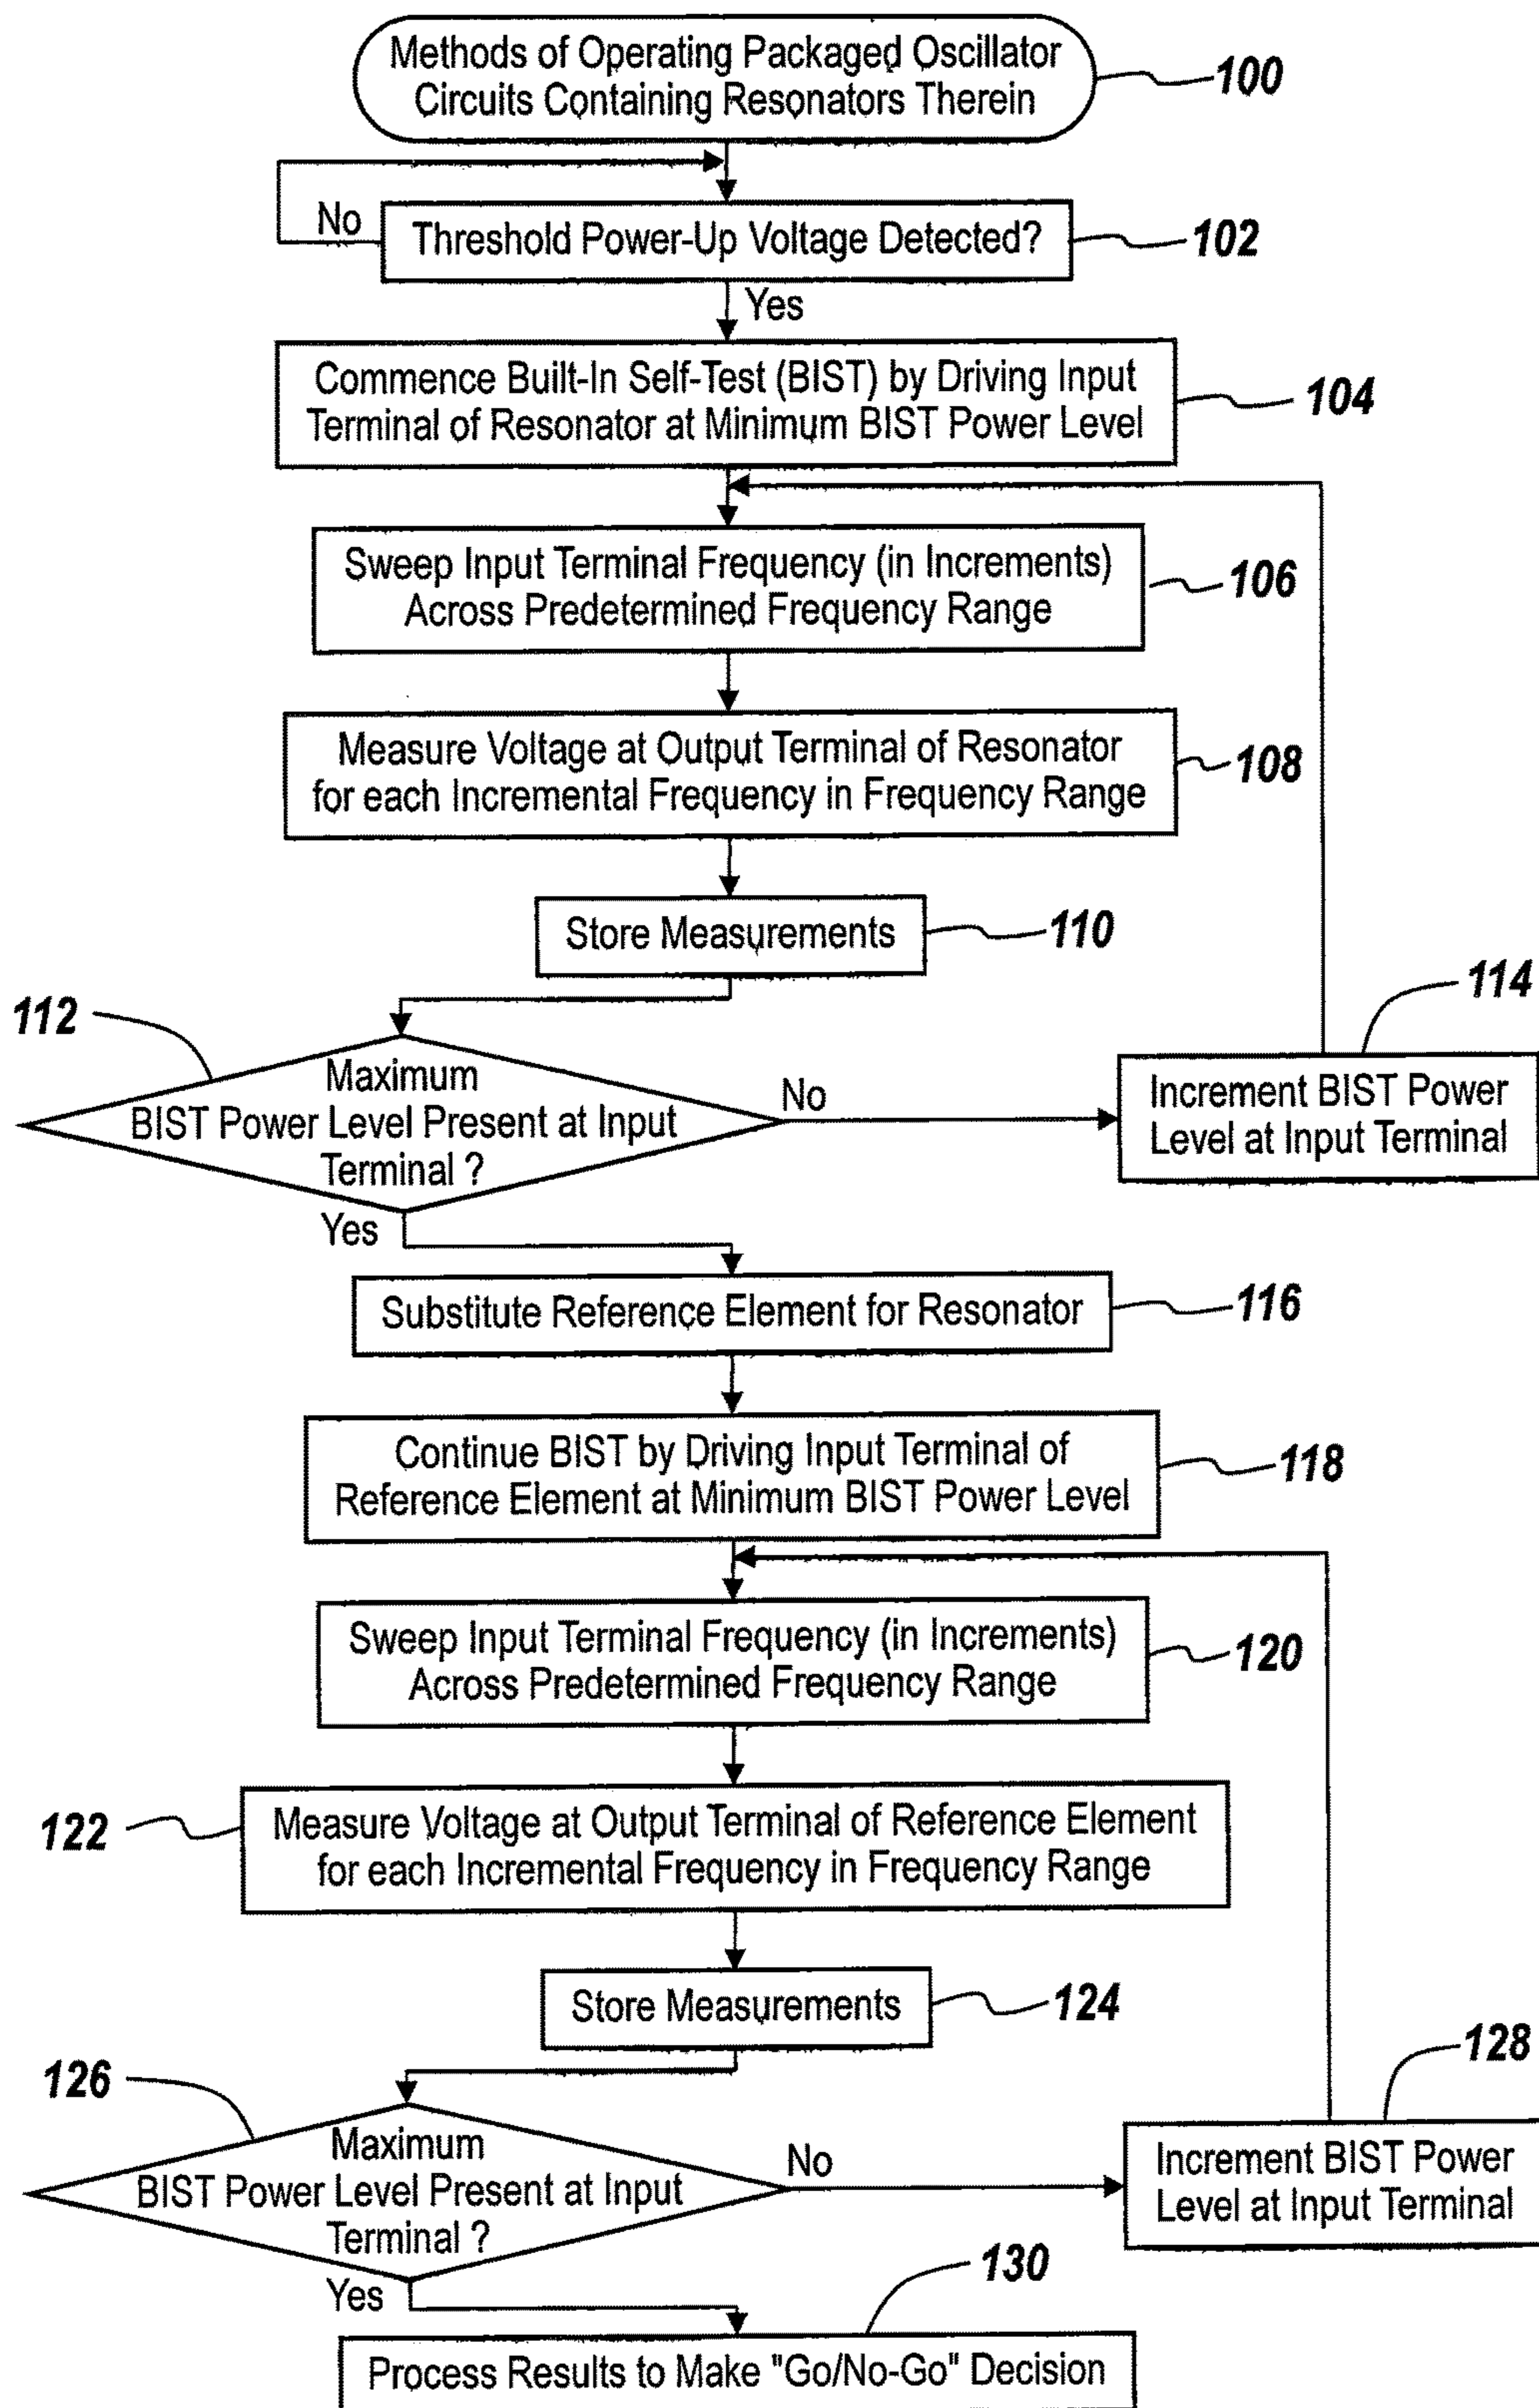 Methods of Operating Packaged Oscillator
Circuits Containing Resonators Therein
100
No
Threshold Power-Up Voltage Detected?
102
Yes
Commence Built-In Self-Test (BIST) by Driving Input
Terminal of Resonator at Minimum BIST Power Level
104
Sweep Input Terminal Frequency (in Increments)
Across Predetermined Frequency Range
106
Measure Voltage at Output Terminal of Resonator
for each Incremental Frequency in Frequency Range
108
Store Measurements
110
112
Maximum
BIST Power Level Present at Input
Terminal ?
No
114
Increment BIST Power
Level at Input Terminal
Yes
Substitute Reference Element for Resonator
116
Continue BIST by Driving Input Terminal of
Reference Element at Minimum BIST Power Level
118
Sweep Input Terminal Frequency (in Increments)
Across Predetermined Frequency Range
120
122
Measure Voltage at Output Terminal of Reference Element
for each Incremental Frequency in Frequency Range
Store Measurements
124
126
Maximum
BIST Power Level Present at Input
Terminal ?
No
128
Increment BIST Power
Level at Input Terminal
Yes
130
Process Results to Make "Go/No-Go" Decision